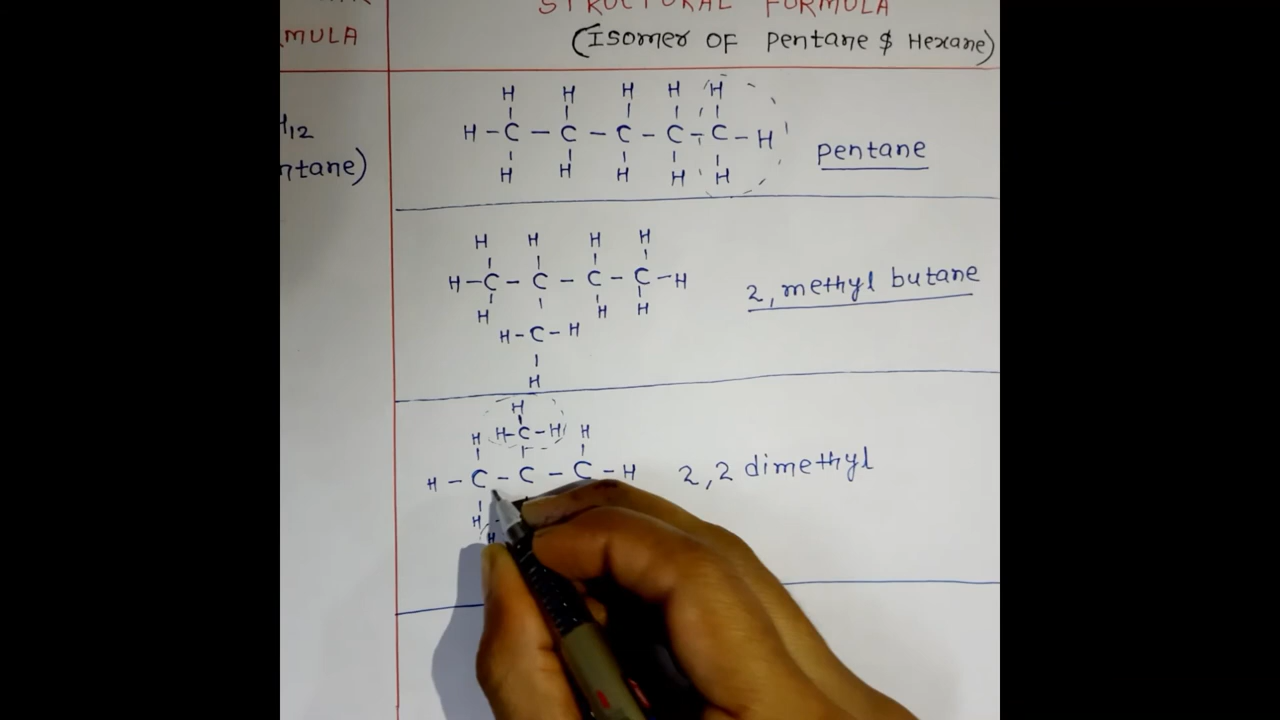 STRUCTURAL FORMULA
MULA
(Isomer OF Pentane $ Hexane)
H H H H H
H-C-C-C-C-C-H
H H H H H
H12
ntane)
pentane
H H H H
H-C-C-C-C-H
H H H
H-C-H
H
2, methyl butane
H
H H-C-H H
H-C-C-C-H
H
H
2,2 dimethyl